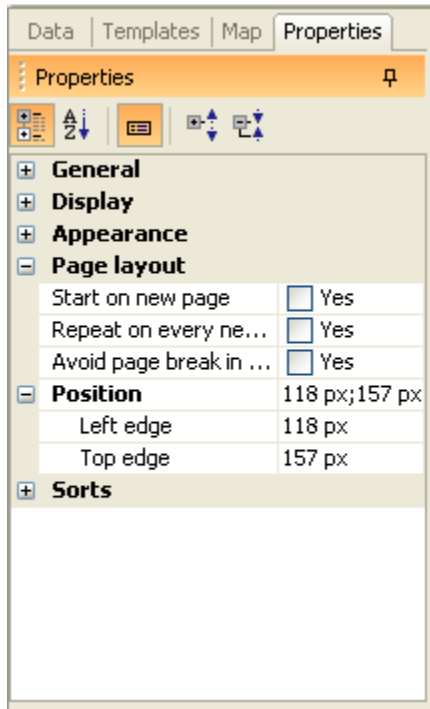 Data Templates Map Properties
Properties
A
Z
General
Display
Appearance
Page layout
Start on new page Yes
Repeat on every ne... Yes
Avoid page break in ... Yes
Position 118 px;157 px
Left edge 118 px
Top edge 157 px
Sorts